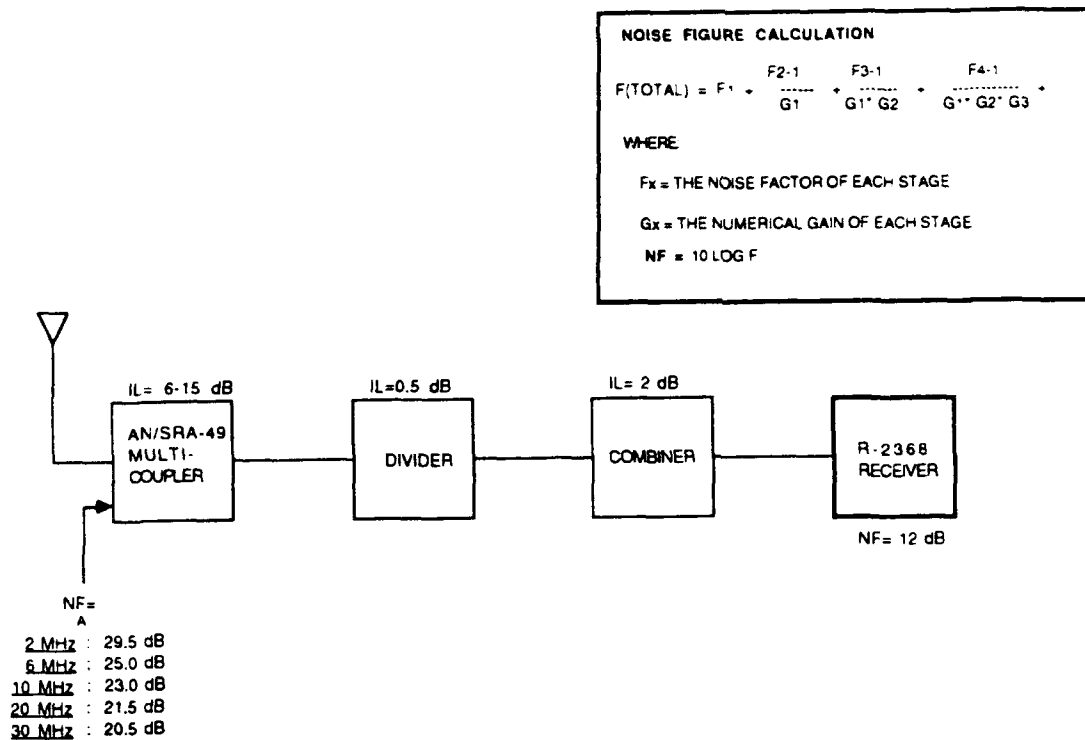 NOISE FIGURE CALCULATION
F2-1 F3-1 F4-1
F(TOTAL) = F1 + ------ + ------ + ------------ +
G1 G1* G2 G1* G2* G3
WHERE
Fx = THE NOISE FACTOR OF EACH STAGE
Gx = THE NUMERICAL GAIN OF EACH STAGE
NF = 10 LOG F
IL= 6-15 dB
IL=0.5 dB
IL= 2 dB
AN/SRA-49
MULTI-
COUPLER
DIVIDER
COMBINER
R-2368
RECEIVER
NF= 12 dB
NF=
A
2 MHz : 29.5 dB
6 MHz : 25.0 dB
10 MHz : 23.0 dB
20 MHz : 21.5 dB
30 MHz : 20.5 dB